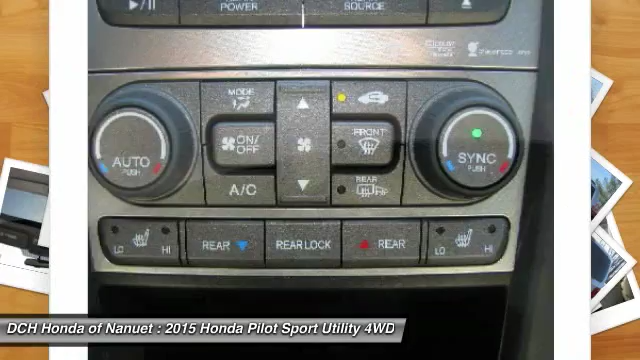 POWER
SOURCE
MODE
AUTO
PUSH
ON/
OFF
A/C
FRONT
REAR
SYNC
PUSH
LO HI
REAR
REAR LOCK
REAR
LO HI
DCH Honda of Nanuet : 2015 Honda Pilot Sport Utility 4WD